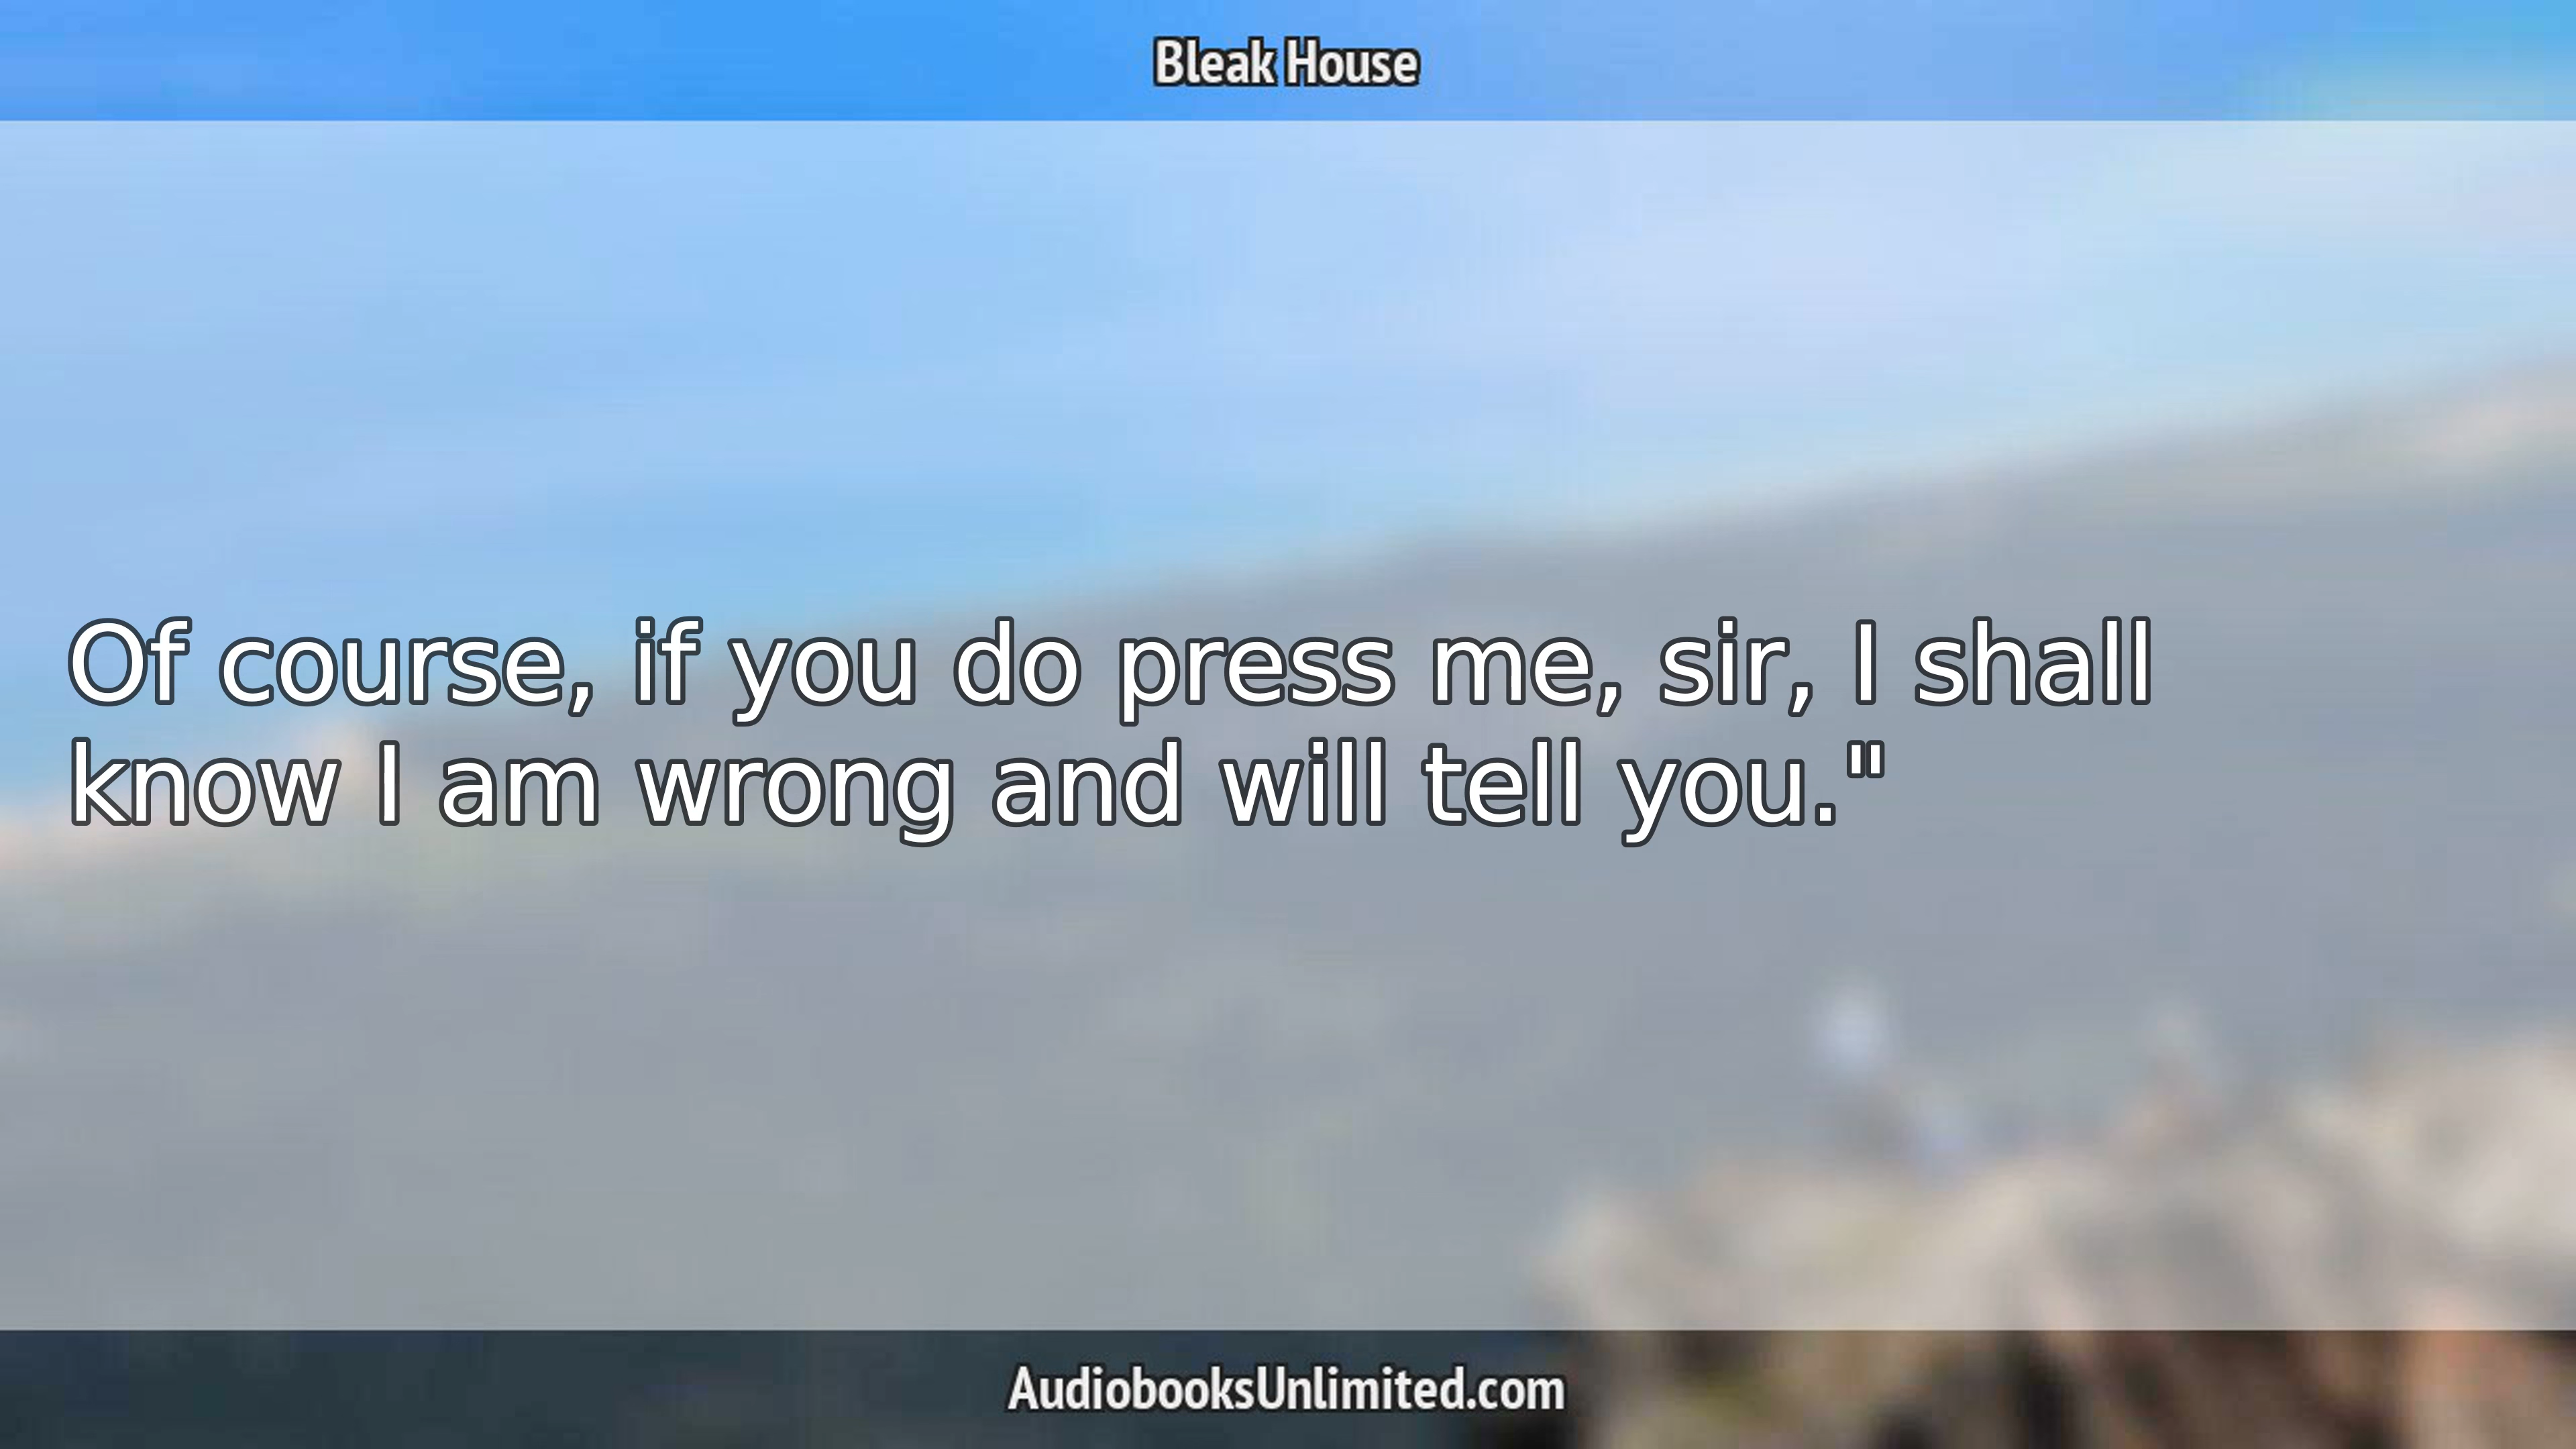 Bleak House
Of course, if you do press me, sir, I shall
know I am wrong and will tell you."
AudiobooksUnlimited.com